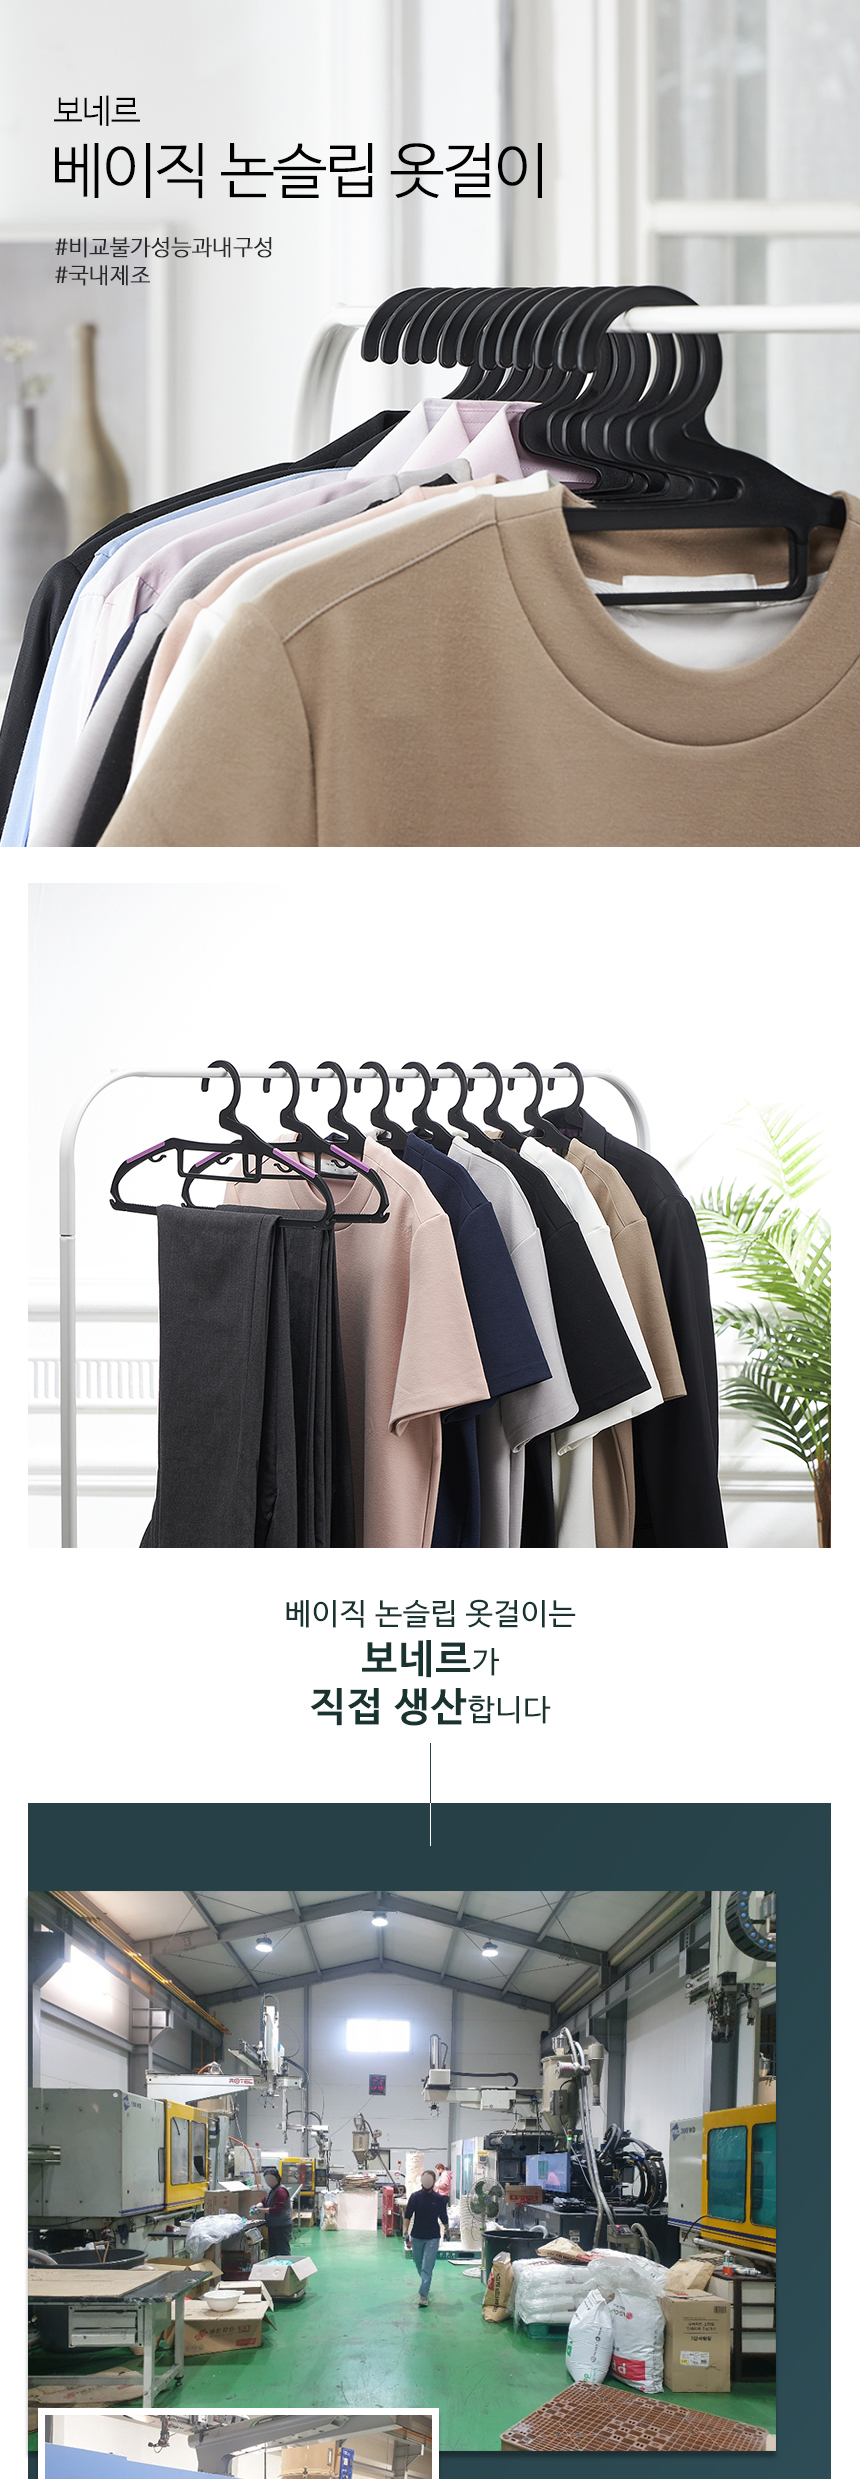 보네르
베이직 논슬립 옷걸이
#비교불가성능과내구성
#국내제조
베이직 논슬립 옷걸이는
보네르가
직접 생산합니다